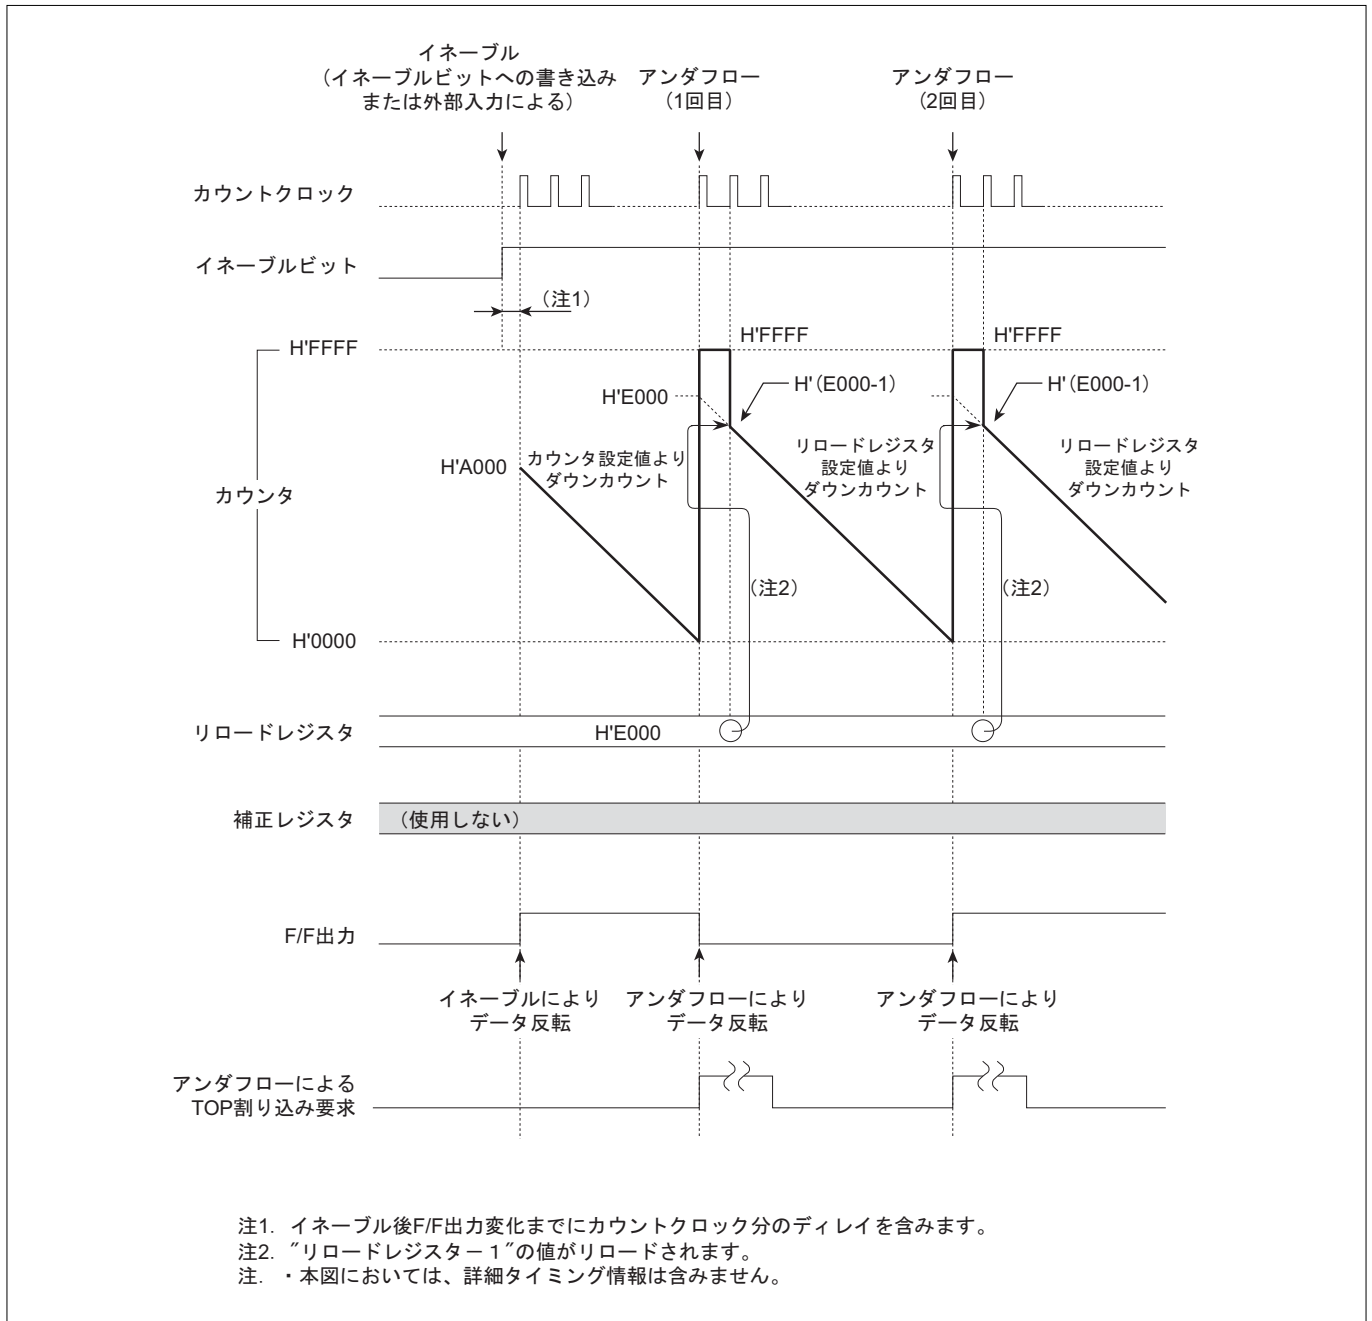 イネーブル
（イネーブルビットへの書き込み
または外部入力による）
アンダフロー
（1回目）
アンダフロー
（2回目）
カウントクロック
イネーブルビット
（注1）
H'FFFF
H'FFFF
H'FFFF
H'E000
H'（E000-1）
H'（E000-1）
H'A000
カウンタ設定値より
ダウンカウント
リロードレジスタ
設定値より
ダウンカウント
リロードレジスタ
設定値より
ダウンカウント
カウンタ
（注2）
（注2）
H'0000
リロードレジスタ
H'E000
補正レジスタ
（使用しない）
F/F出力
イネーブルにより
データ反転
アンダフローにより
データ反転
アンダフローにより
データ反転
アンダフローによる
TOP割り込み要求
注1. イネーブル後F/F出力変化までにカウントクロック分のディレイを含みます。
注2. ″リロードレジスタ－１″の値がリロードされます。
注. ・本図においては、詳細タイミング情報は含みません。